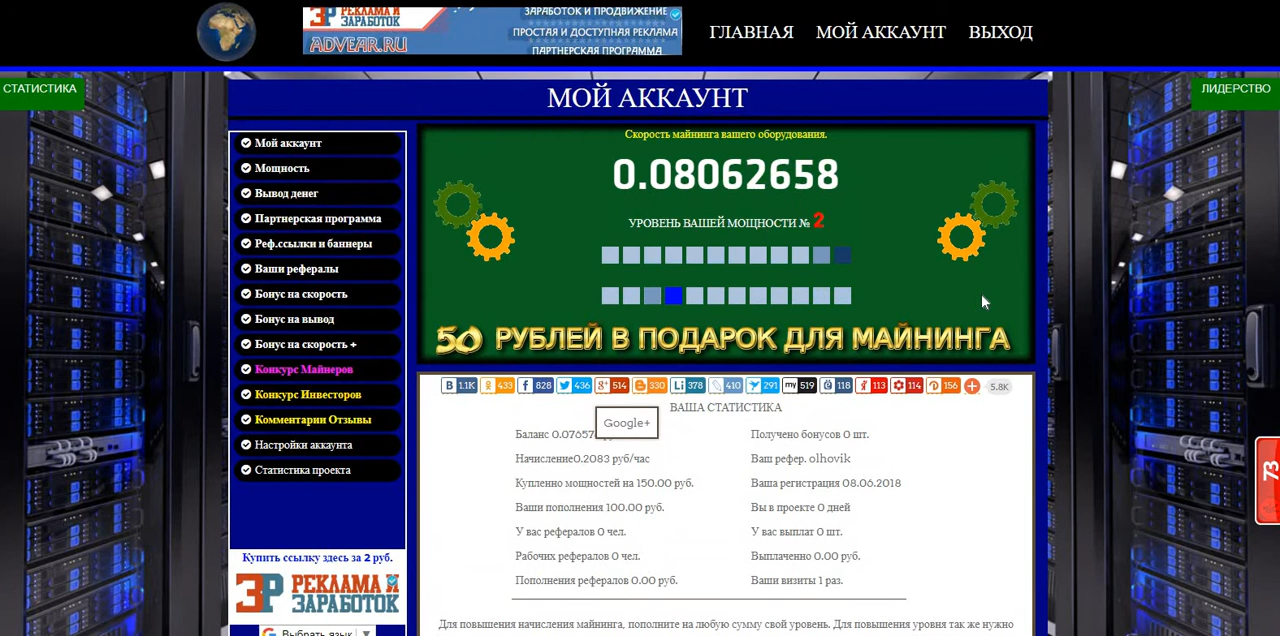 ЗР РЕКЛАМА И ЗАРАБОТОК
ADVEAR.RU
ЗАРАБОТОК И ПРОДВИЖЕНИЕ
ПРОСТАЯ И ДОСТУПНАЯ РЕКЛАМА
ПАРТНЕРСКАЯ ПРОГРАММА
ГЛАВНАЯ МОЙ АККАУНТ ВЫХОД
СТАТИСТИКА
ЛИДЕРСТВО
МОЙ АККАУНТ
Мой аккаунт
Мощность
Вывод денег
Партнерская программа
Реф.ссылки и баннеры
Ваши рефералы
Бонус на скорость
Бонус на вывод
Бонус на скорость +
Конкурс Майнеров
Конкурс Инвесторов
Комментарии Отзывы
Настройки аккаунта
Статистика проекта
Купить ссылку здесь за 2 руб.
ЗР РЕКЛАМА И ЗАРАБОТОК
Выбрать язык
Скорость майнинга вашего оборудования.
0.08062658
УРОВЕНЬ ВАШЕЙ МОЩНОСТИ № 2
50 РУБЛЕЙ В ПОДАРОК ДЛЯ МАЙНИНГА
1.1K 433 828 436 514 330 378 410 291 519 118 113 114 156 5.8K
ВАША СТАТИСТИКА
Google+
Баланс 0.0765
Начисление0.2083 руб/час
Купленно мощностей на 150.00 руб.
Ваши пополнения 100.00 руб.
У вас рефералов 0 чел.
Рабочих рефералов 0 чел.
Пополнения рефералов 0.00 руб.
Получено бонусов 0 шт.
Ваш рефер. olhovik
Ваша регистрация 08.06.2018
Вы в проекте 0 дней
У вас выплат 0 шт.
Выплаченно 0.00 руб.
Ваши визиты 1 раз.
Для повышения начисления майнинга, пополните на любую сумму свой уровень. Для повышения уровня так же нужно
73